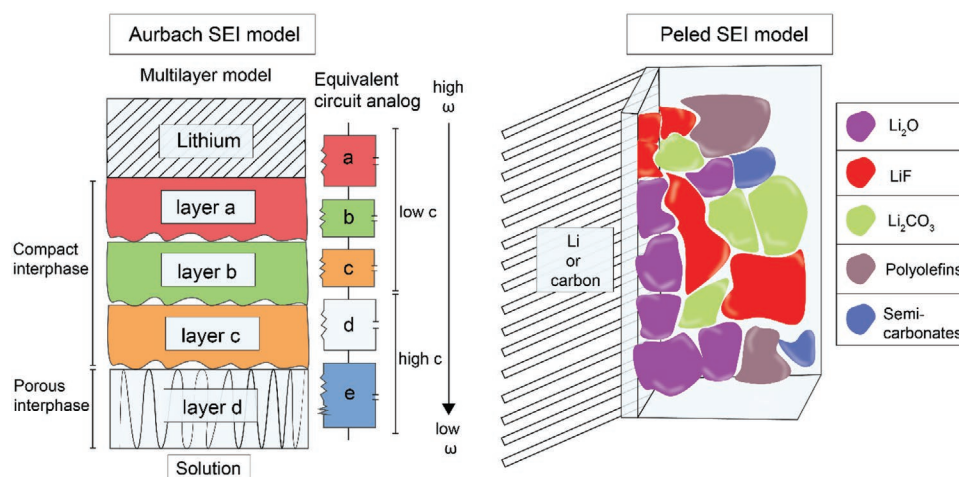 Aurbach SEI model
Multilayer model
Equivalent
circuit analog
Lithium
layer a
layer b
layer c
layer d
Solution
Compact
interphase
Porous
interphase
a
b
c
d
e
low c
high c
high
ω
low
ω
Peled SEI model
Li
or
carbon
Li₂O
LiF
Li₂CO₃
Polyolefins
Semi-
carbonates